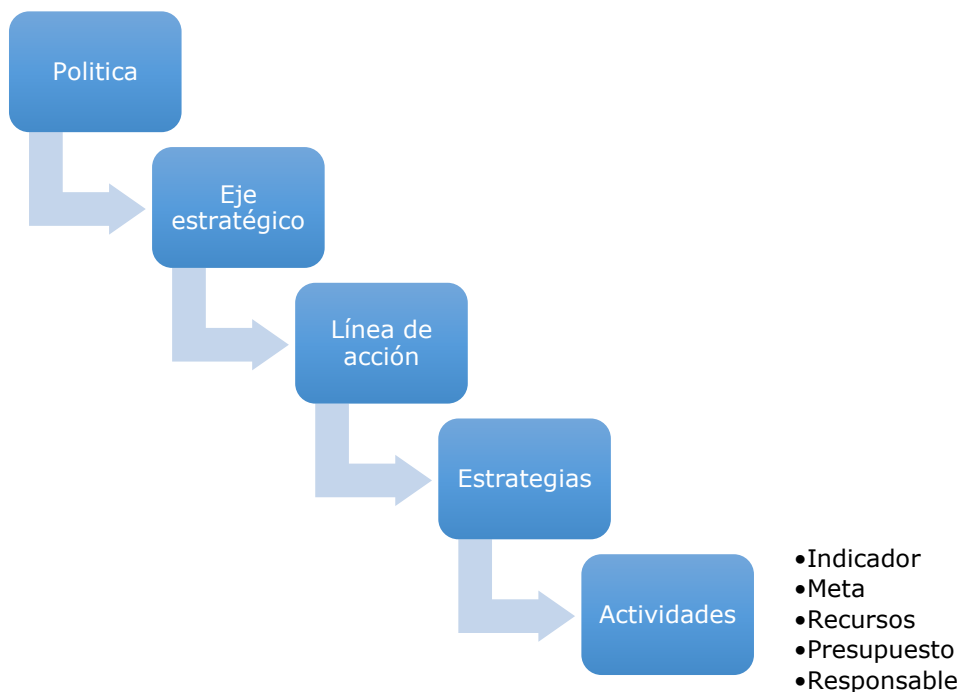 Politica
Eje
estratégico
Línea de
acción
Estrategias
Actividades
•Indicador
•Meta
•Recursos
•Presupuesto
•Responsable